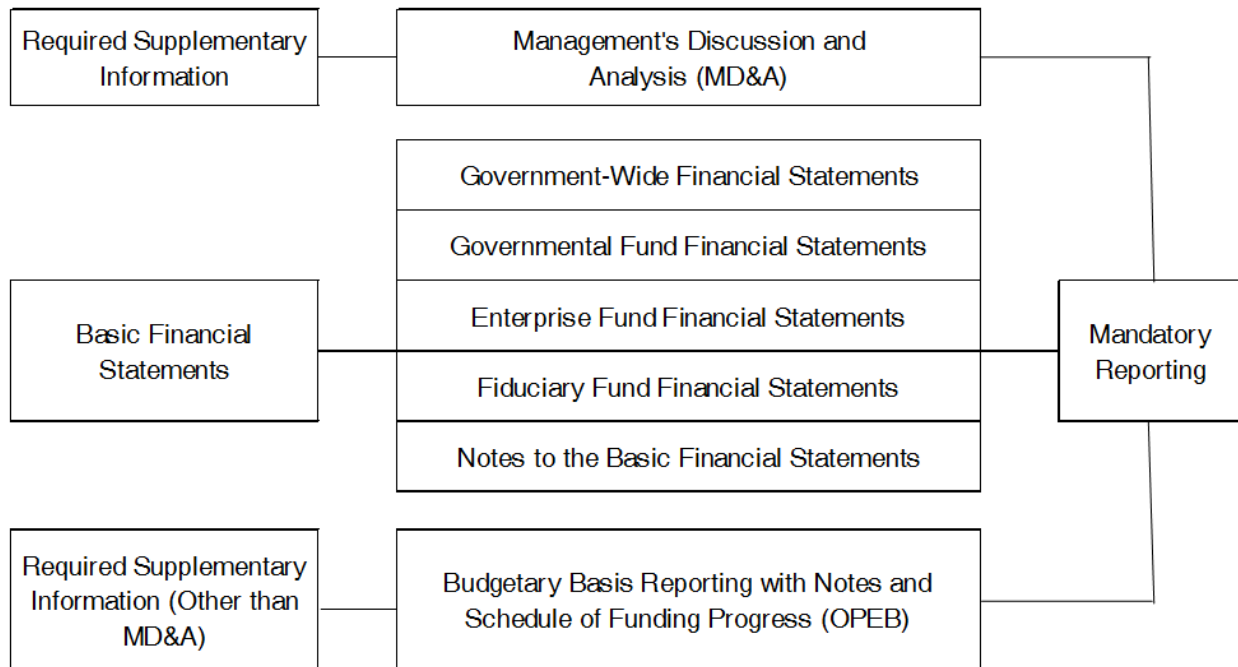 Required Supplementary
Information
Management's Discussion and
Analysis (MD&A)
Government-Wide Financial Statements
Governmental Fund Financial Statements
Basic Financial
Statements
Enterprise Fund Financial Statements
Fiduciary Fund Financial Statements
Notes to the Basic Financial Statements
Mandatory
Reporting
Required Supplementary
Information (Other than
MD&A)
Budgetary Basis Reporting with Notes and
Schedule of Funding Progress (OPEB)